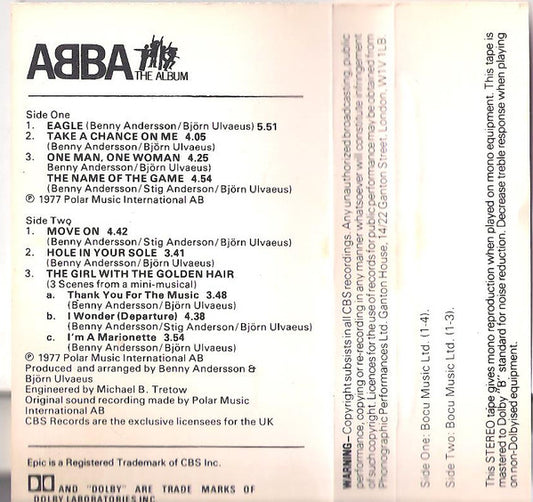 ABBA
THE ALBUM
Side One
1. EAGLE (Benny Andersson/Björn Ulvaeus) 5.51
2. TAKE A CHANCE ON ME 4.05
(Benny Andersson/Björn Ulvaeus)
3. ONE MAN, ONE WOMAN 4.25
Benny Andersson/Björn Ulvaeus)
THE NAME OF THE GAME 4.54
(Benny Andersson/Stig Anderson/Björn Ulvaeus)
Ⓟ 1977 Polar Music International AB
Side Two
1. MOVE ON 4.42
(Benny Andersson/Stig Anderson/Björn Ulvaeus)
2. HOLE IN YOUR SOLE 3.41
(Benny Andersson/Björn Ulvaeus)
3. THE GIRL WITH THE GOLDEN HAIR
(3 Scenes from a mini-musical)
a. Thank You For The Music 3.48
(Benny Andersson/Björn Ulvaeus)
b. I Wonder (Departure) 4.38
(Benny Andersson/Stig Anderson/Björn Ulvaeus)
c. I'm A Marionette 3.54
(Benny Andersson/Björn Ulvaeus)
Ⓟ 1977 Polar Music International AB
Produced and arranged by Benny Andersson &
Björn Ulvaeus
Engineered by Michael B. Tretow
Original sound recording made by Polar Music
International AB
CBS Records are the exclusive licensees for the UK
Epic is a Registered Trademark of CBS Inc.
AND "DOLBY" ARE TRADE MARKS OF
DOLBY LABORATORIES INC
WARNING—Copyright subsists in all CBS recordings. Any unauthorized broadcasting, public
performance, copying or re-recording in any manner whatsoever will constitute infringement
of such copyright. Licences for the use of records for public performance may be obtained from
Phonographic Performances Ltd. Ganton House, 14/22 Ganton Street, London, W1V 1LB.
Side One: Bocu Music Ltd. (1-4).
Side Two: Bocu Music Ltd. (1-3).
This STEREO tape gives mono reproduction when played on mono equipment. This tape is
mastered to Dolby "B" standard for noise reduction. Decrease treble response when playing
on non-Dolbyised equipment.